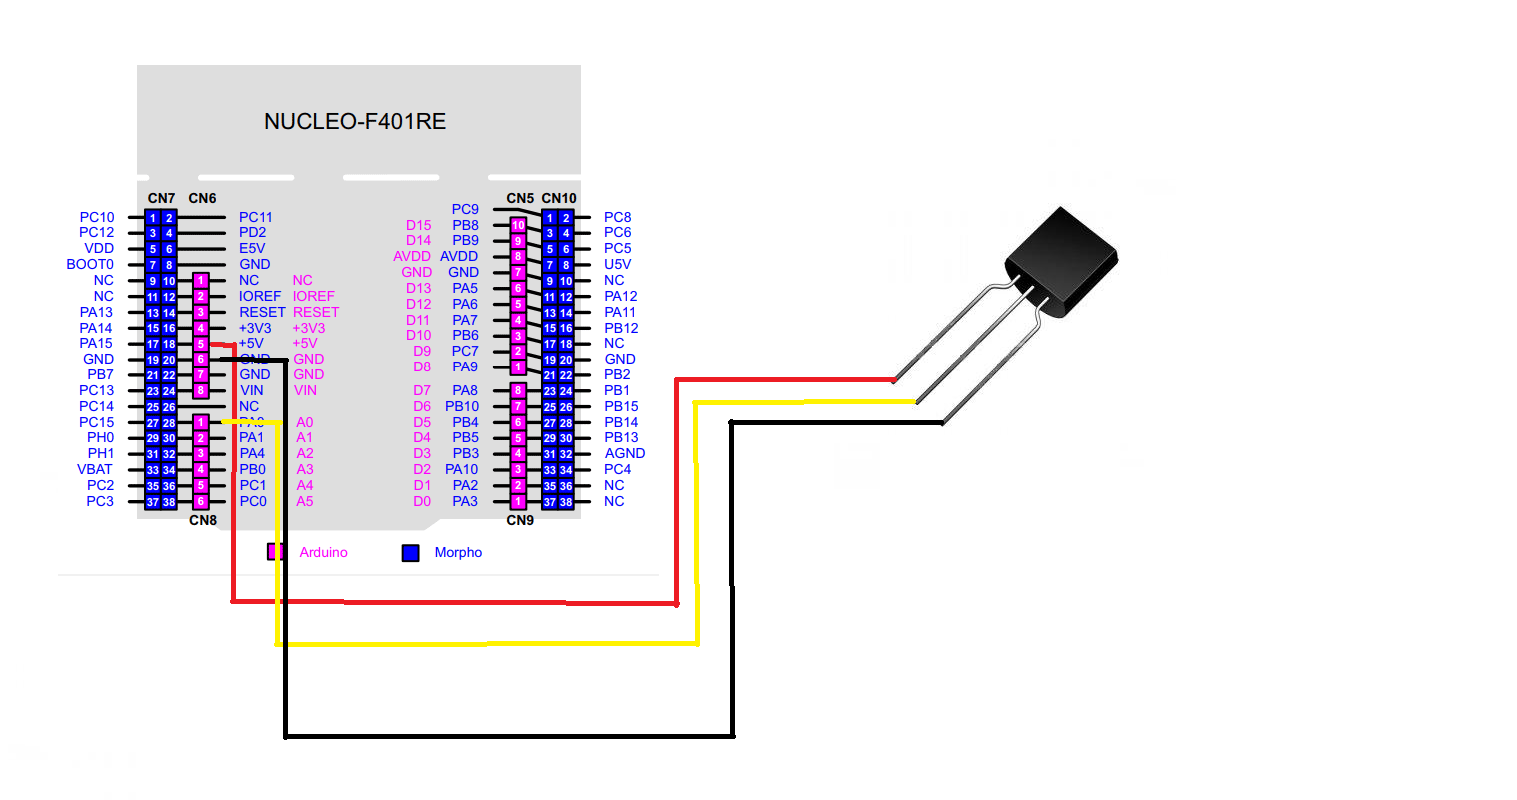 NUCLEO-F401RE
CN7 CN6 CN5 CN10
PC9
PC10 1 2 PC11 D15 PB8 10 1 2 PC8
PC12 3 4 PD2 D14 PB9 9 3 4 PC6
VDD 5 6 E5V AVDD AVDD 8 5 6 PC5
BOOT0 7 8 GND GND GND 7 7 8 U5V
NC 9 10 1 NC NC D13 PA5 6 9 10 NC
NC 11 12 2 IOREF IOREF D12 PA6 5 11 12 PA12
PA13 13 14 3 RESET RESET D11 PA7 4 13 14 PA11
PA14 15 16 4 +3V3 +3V3 D10 PB6 3 15 16 PB12
PA15 17 18 5 +5V +5V D9 PC7 2 17 18 NC
GND 19 20 6 GND GND D8 PA9 1 19 20 GND
PB7 21 22 7 GND GND 21 22 PB2
PC13 23 24 8 VIN VIN D7 PA8 8 23 24 PB1
PC14 25 26 NC D6 PB10 7 25 26 PB15
PC15 27 28 1 PA0 A0 D5 PB4 6 27 28 PB14
PH0 29 30 2 PA1 A1 D4 PB5 5 29 30 PB13
PH1 31 32 3 PA4 A2 D3 PB3 4 31 32 AGND
VBAT 33 34 4 PB0 A3 D2 PA10 3 33 34 PC4
PC2 35 36 5 PC1 A4 D1 PA2 2 35 36 NC
PC3 37 38 6 PC0 A5 D0 PA3 1 37 38 NC
CN8 CN9
Arduino Morpho